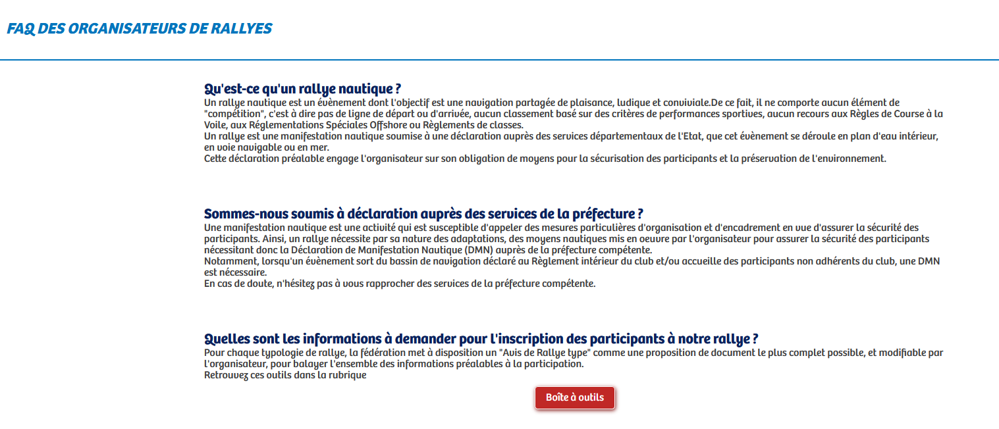 FAQ DES ORGANISATEURS DE RALLYES
Qu'est-ce qu'un rallye nautique ?
Un rallye nautique est un évènement dont l'objectif est une navigation partagée de plaisance, ludique et conviviale.De ce fait, il ne comporte aucun élément de
"compétition", c'est à dire pas de ligne de départ ou d'arrivée, aucun classement basé sur des critères de performances sportives, aucun recours aux Règles de Course à la
Voile, aux Réglementations Spéciales Offshore ou Règlements de classes.
Un rallye est une manifestation nautique soumise à une déclaration auprès des services départementaux de l'Etat, que cet évènement se déroule en plan d'eau intérieur,
en voie navigable ou en mer.
Cette déclaration préalable engage l'organisateur sur son obligation de moyens pour la sécurisation des participants et la préservation de l'environnement.
Sommes-nous soumis à déclaration auprès des services de la préfecture ?
Une manifestation nautique est une activité qui est susceptible d'appeler des mesures particulières d'organisation et d'encadrement en vue d'assurer la sécurité des
participants. Ainsi, un rallye nécessite par sa nature des adaptations, des moyens nautiques mis en oeuvre par l'organisateur pour assurer la sécurité des participants
nécessitant donc la Déclaration de Manifestation Nautique (DMN) auprès de la préfecture compétente.
Notamment, lorsqu'un évènement sort du bassin de navigation déclaré au Règlement intérieur du club et/ou accueille des participants non adhérents du club, une DMN
est nécessaire.
En cas de doute, n'hésitez pas à vous rapprocher des services de la préfecture compétente.
Quelles sont les informations à demander pour l'inscription des participants à notre rallye ?
Pour chaque typologie de rallye, la fédération met à disposition un "Avis de Rallye type" comme une proposition de document le plus complet possible, et modifiable par
l'organisateur, pour balayer l'ensemble des informations préalables à la participation.
Retrouvez ces outils dans la rubrique
Boîte à outils